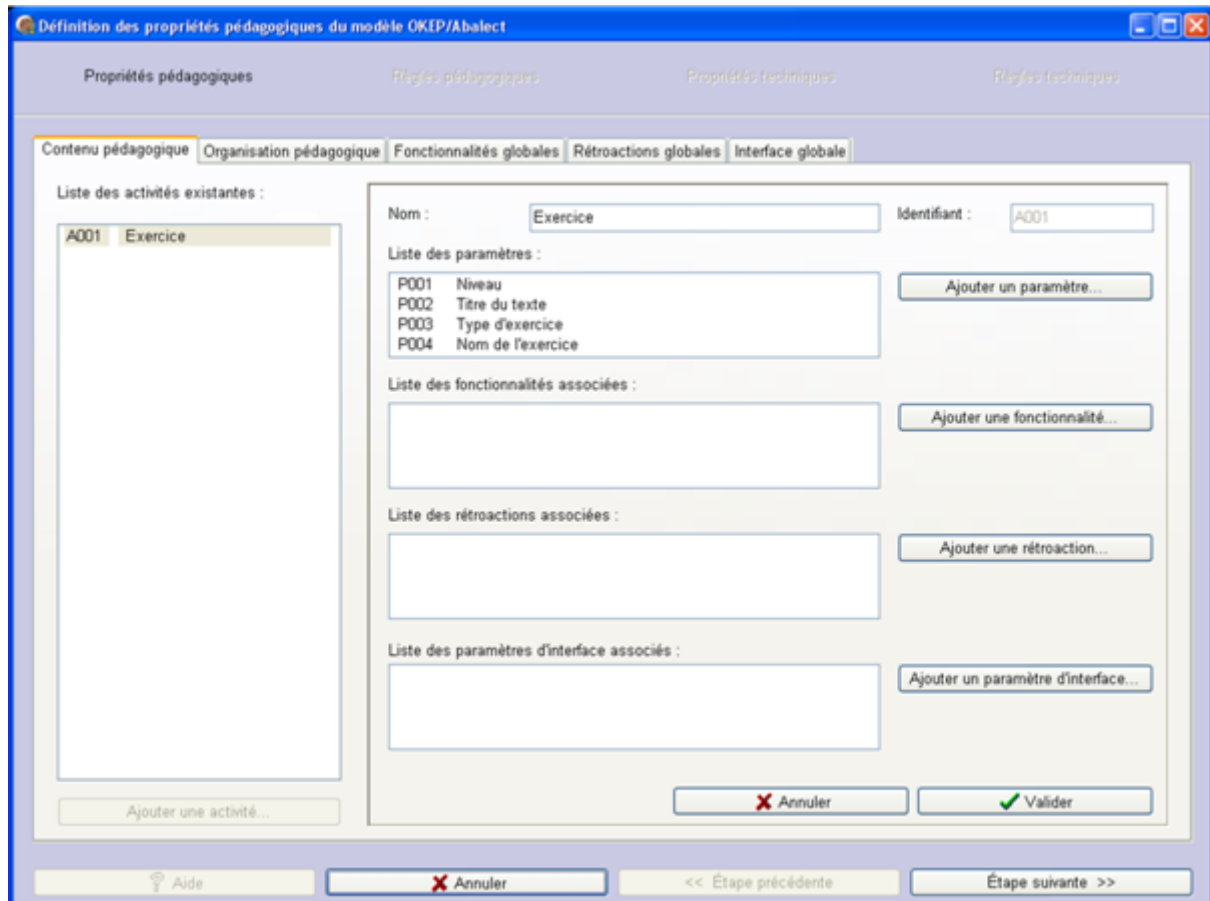 Définition des propriétés pédagogiques du modèle OKEP/Abalect
Propriétés pédagogiques Règles pédagogiques Propriétés techniques Règles techniques
Contenu pédagogique Organisation pédagogique Fonctionnalités globales Rétroactions globales Interface globale
Liste des activités existantes :
A001 Exercice
Nom : Exercice Identifiant : A001
Liste des paramètres :
P001 Niveau
P002 Titre du texte
P003 Type d'exercice
P004 Nom de l'exercice
Ajouter un paramètre...
Liste des fonctionnalités associées :
Ajouter une fonctionnalité...
Liste des rétroactions associées :
Ajouter une rétroaction...
Liste des paramètres d'interface associés :
Ajouter un paramètre d'interface...
Annuler Valider
Ajouter une activité...
Aide Annuler << Étape précédente Étape suivante >>